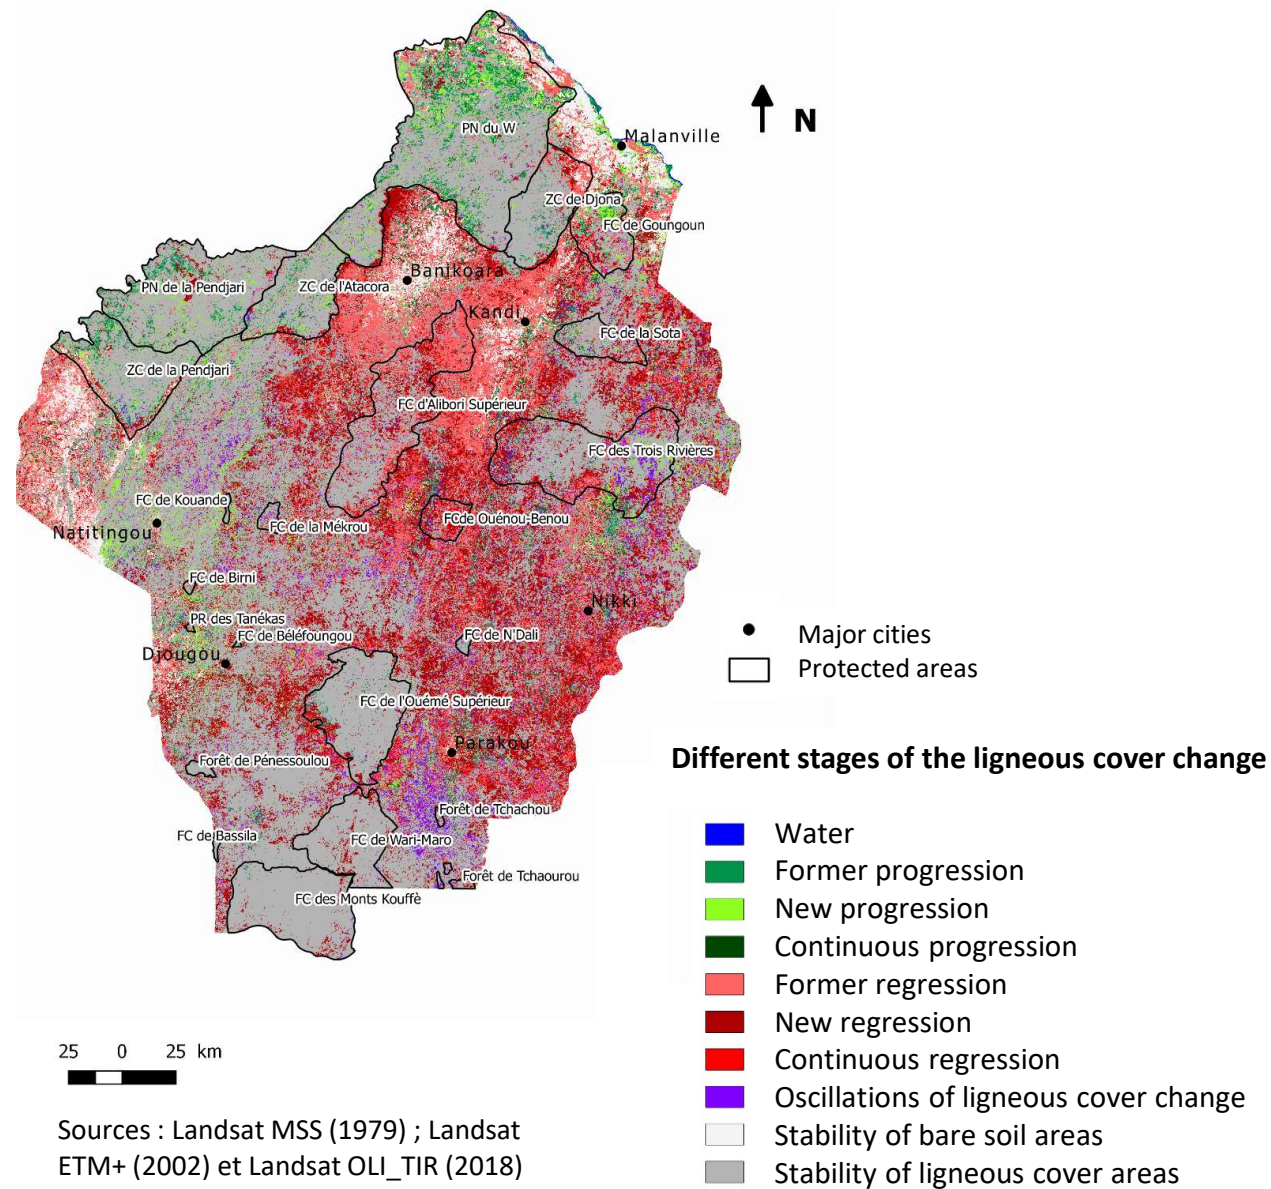 N
PN du W
Malanville
ZC de Djona
FC de Goungoun
Banikoara
PN de la Pendjari
ZC de l'Atacora
Kandi
FC de la Sota
ZC de la Pendjari
FC d'Alibori Supérieur
FC des Trois Rivières
FC de Kouande
FC de la Mékrou
FCde Ouénou-Benou
Natitingou
FC de Birni
Nikki
PR des Tanékas
FC de Béléfoungou
FC de N'Dali
Djougou
FC de l'Ouémé Supérieur
Parakou
Forêt de Pénessoulou
Forêt de Tchachou
FC de Bassila
FC de Wari-Maro
Forêt de Tchaourou
FC des Monts Kouffè
Major cities
Protected areas
Different stages of the ligneous cover change
Water
Former progression
New progression
Continuous progression
Former regression
New regression
Continuous regression
Oscillations of ligneous cover change
Stability of bare soil areas
Stability of ligneous cover areas
25 0 25 km
Sources : Landsat MSS (1979) ; Landsat
ETM+ (2002) et Landsat OLI_TIR (2018)